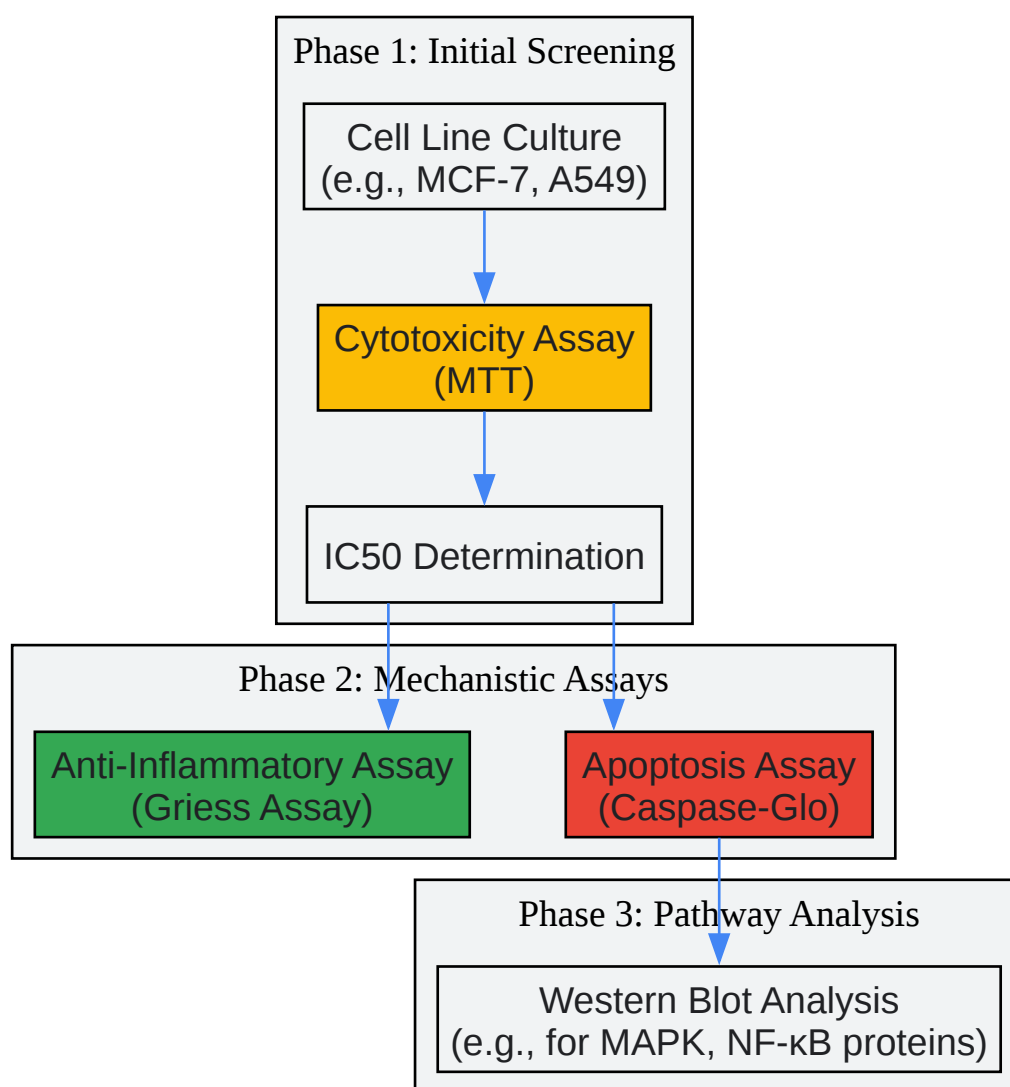 Phase 1: Initial Screening
Cell Line Culture
(e.g., MCF-7, A549)
Cytotoxicity Assay
(MTT)
IC50 Determination
Phase 2: Mechanistic Assays
Anti-Inflammatory Assay
(Griess Assay)
Apoptosis Assay
(Caspase-Glo)
Phase 3: Pathway Analysis
Western Blot Analysis
(e.g., for MAPK, NF-κB proteins)